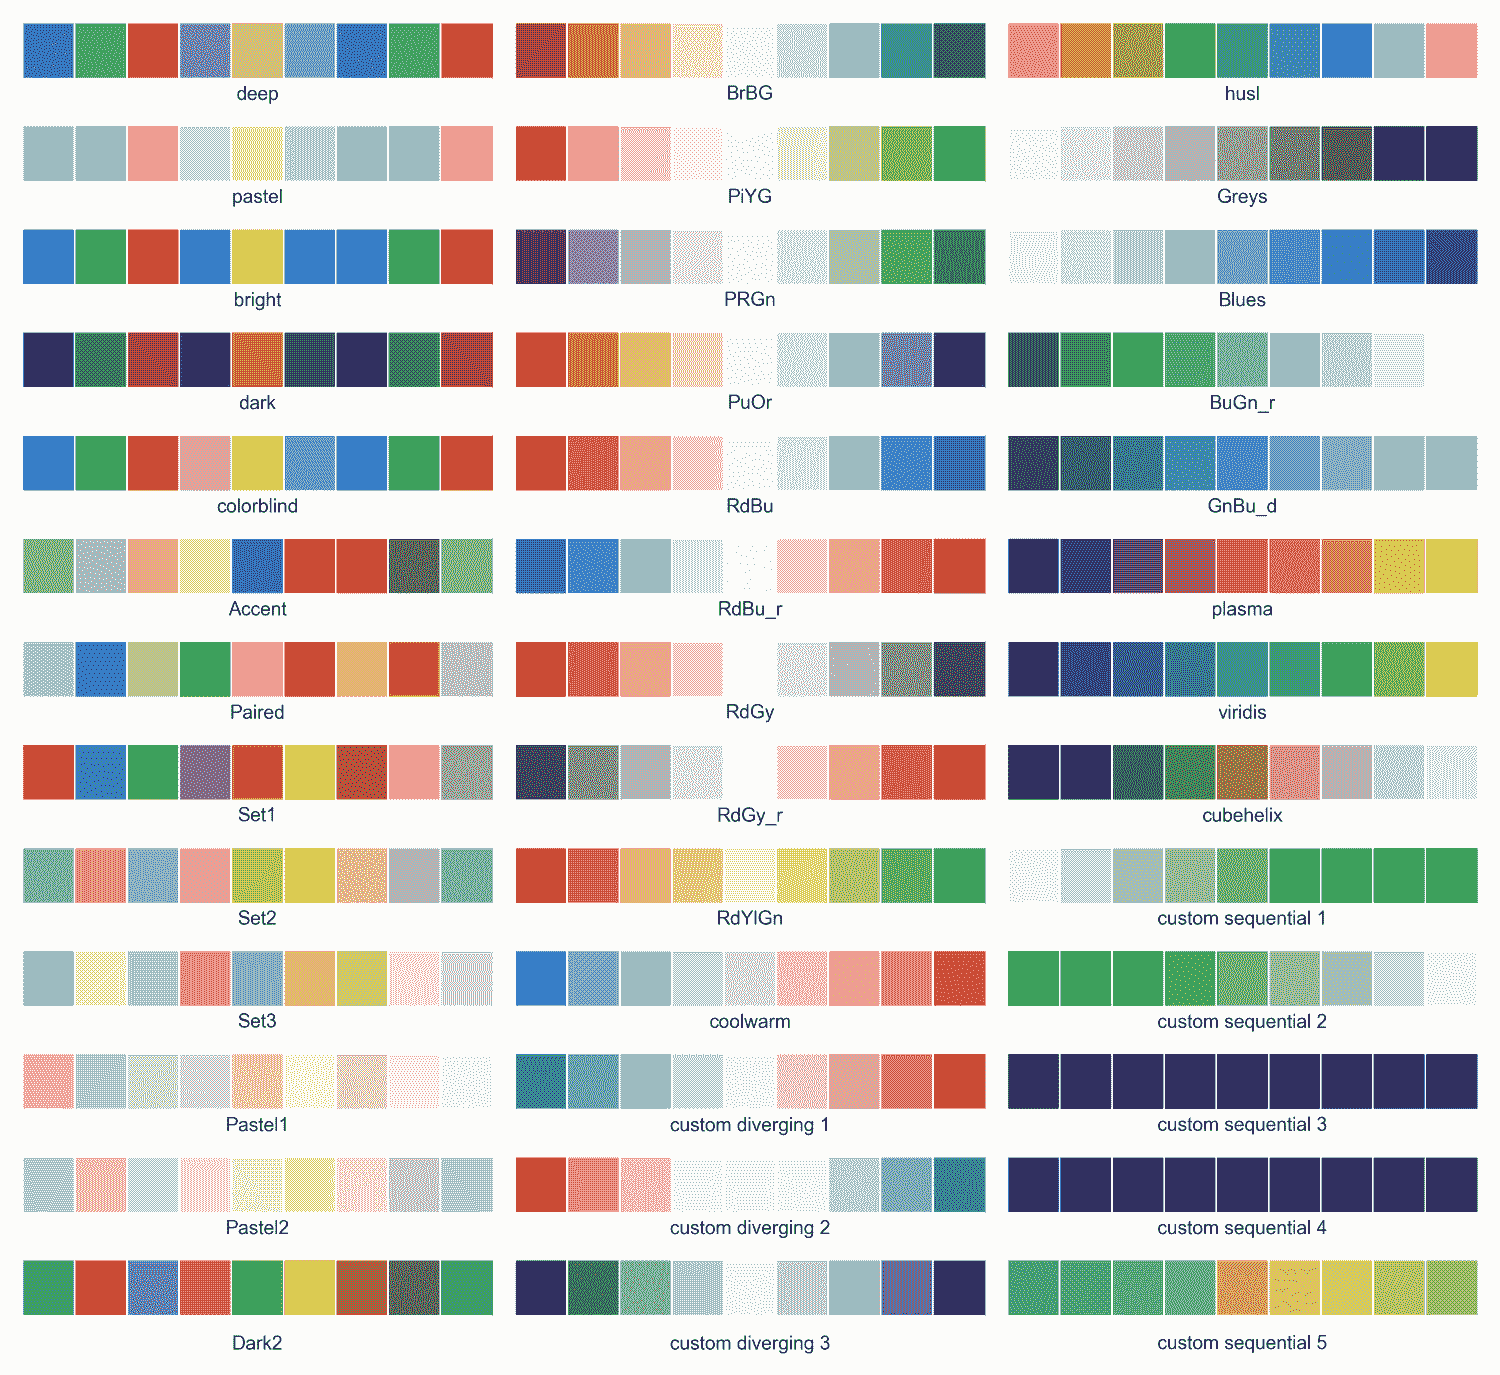 deep
BrBG
husl
pastel
PiYG
Greys
bright
PRGn
Blues
dark
PuOr
BuGn_r
colorblind
RdBu
GnBu_d
Accent
RdBu_r
plasma
Paired
RdGy
viridis
Set1
RdGy_r
cubehelix
Set2
RdYlGn
custom sequential 1
Set3
coolwarm
custom sequential 2
Pastel1
custom diverging 1
custom sequential 3
Pastel2
custom diverging 2
custom sequential 4
Dark2
custom diverging 3
custom sequential 5